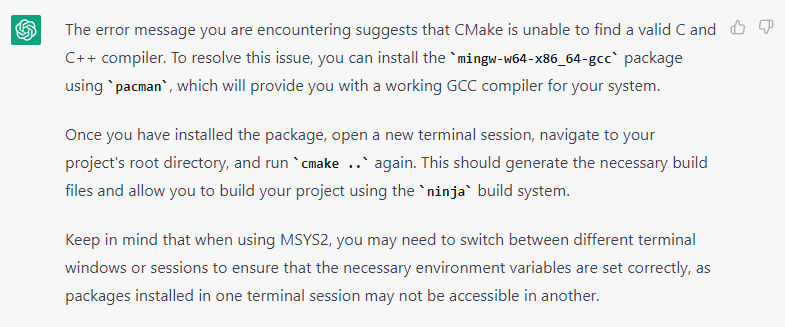 The error message you are encountering suggests that CMake is unable to find a valid C and
C++ compiler. To resolve this issue, you can install the `mingw-w64-x86_64-gcc` package
using `pacman`, which will provide you with a working GCC compiler for your system.
Once you have installed the package, open a new terminal session, navigate to your
project's root directory, and run `cmake ..` again. This should generate the necessary build
files and allow you to build your project using the `ninja` build system.
Keep in mind that when using MSYS2, you may need to switch between different terminal
windows or sessions to ensure that the necessary environment variables are set correctly, as
packages installed in one terminal session may not be accessible in another.